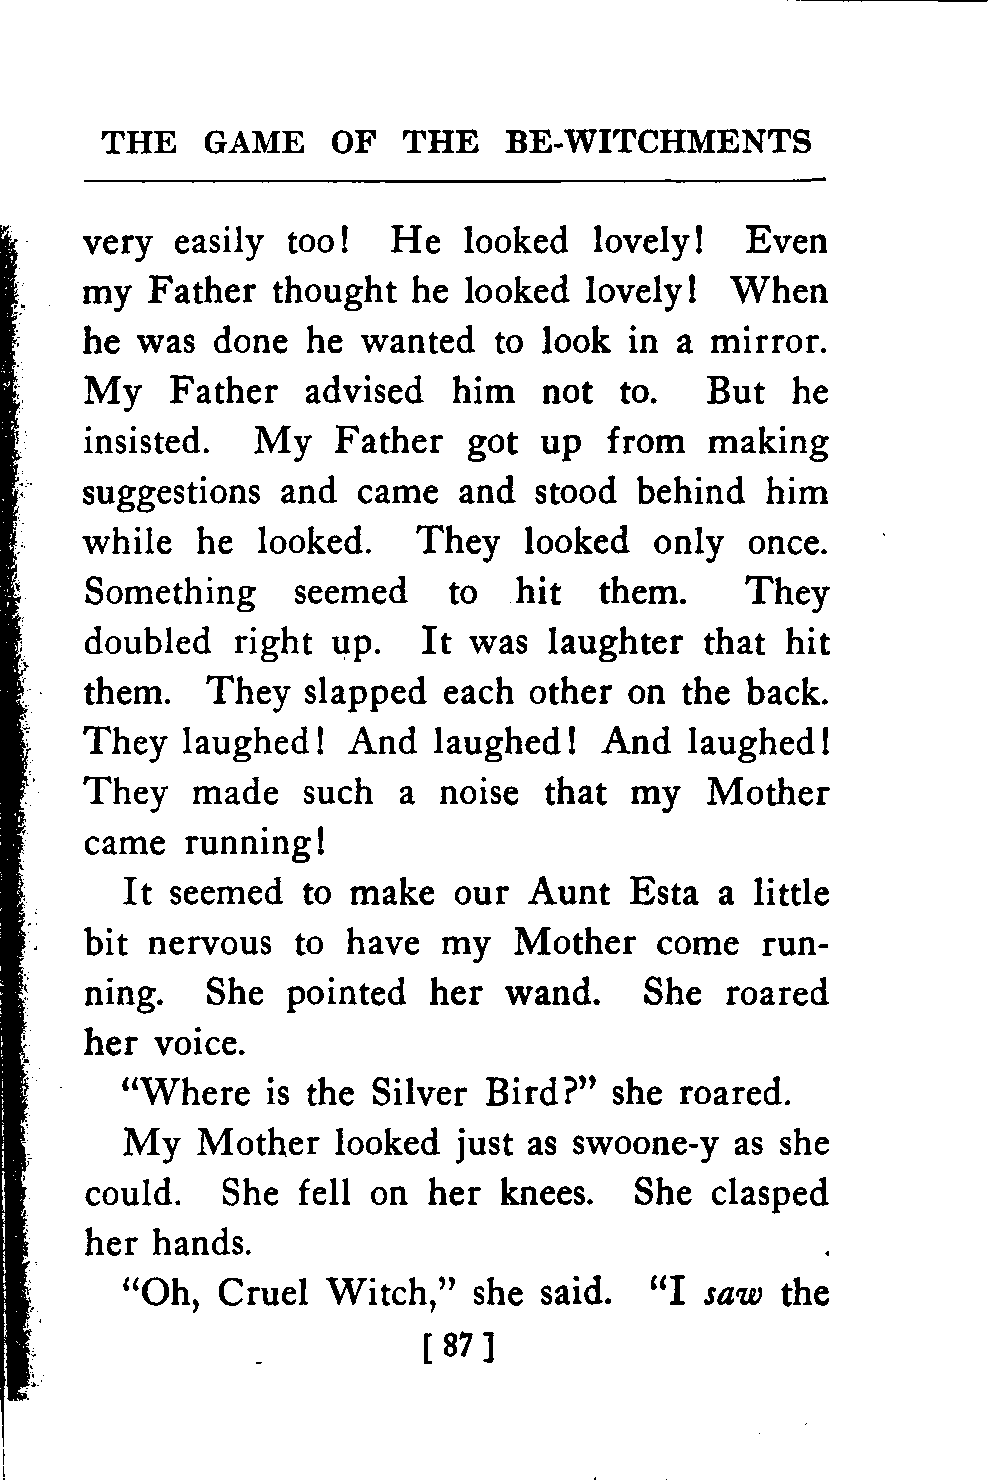 THE GAME OF THE BE-WITCHMENTS
very easily too! He looked lovely! Even
my Father thought he looked lovely! When
he was done he wanted to look in a mirror.
My Father advised him not to. But he
insisted. My Father got up from making
suggestions and came and stood behind him
while he looked. They looked only once.
Something seemed to hit them. They
doubled right up. It was laughter that hit
them. They slapped each other on the back.
They laughed! And laughed! And laughed!
They made such a noise that my Mother
came running!
It seemed to make our Aunt Esta a little
bit nervous to have my Mother come run-
ning. She pointed her wand. She roared
her voice.
“Where is the Silver Bird?” she roared.
My Mother looked just as swoone-y as she
could. She fell on her knees. She clasped
her hands.
“Oh, Cruel Witch,” she said. “I saw the
[ 87 ]